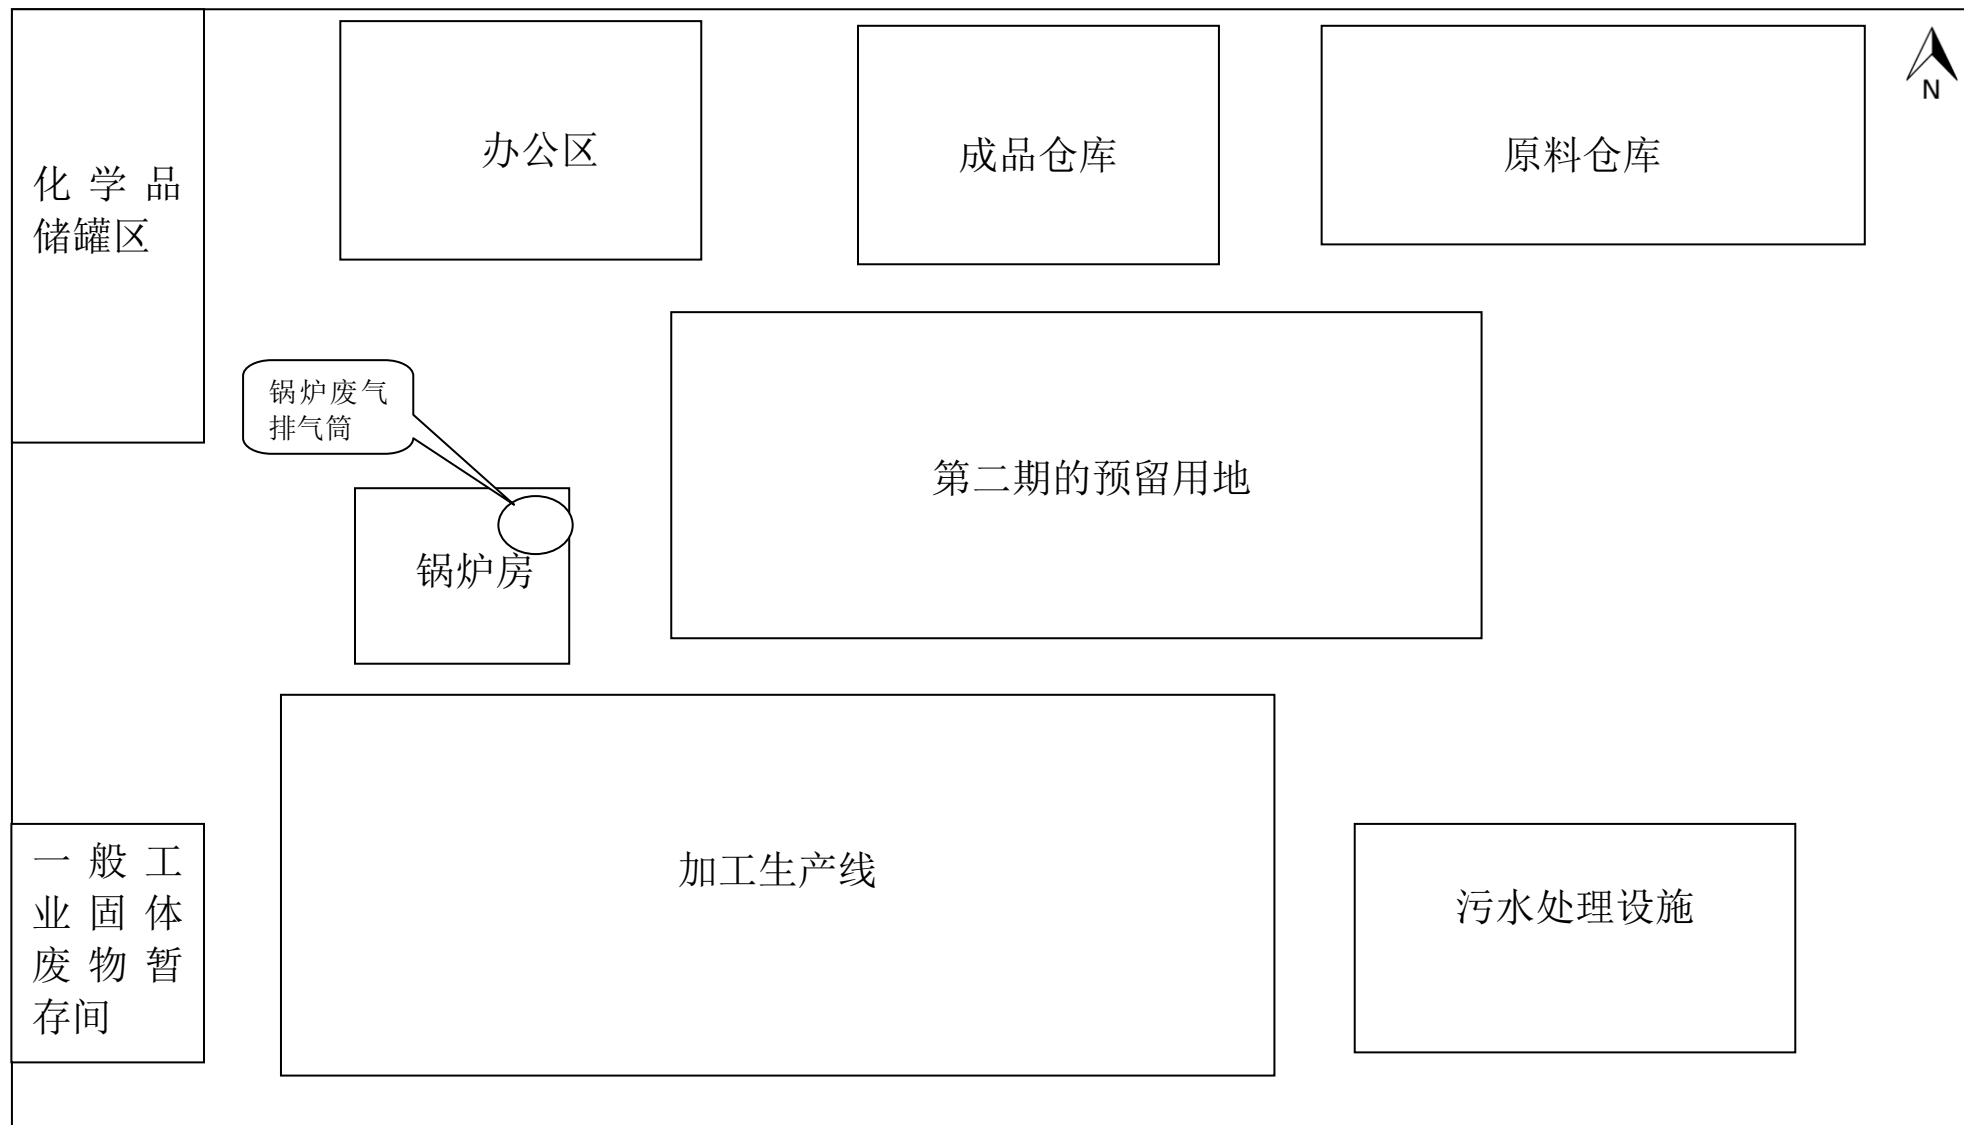 办公区
成品仓库
原料仓库
N
化学品
储罐区
锅炉废气
排气筒
第二期的预留用地
锅炉房
一般工
业固体
废物暂
存间
加工生产线
污水处理设施